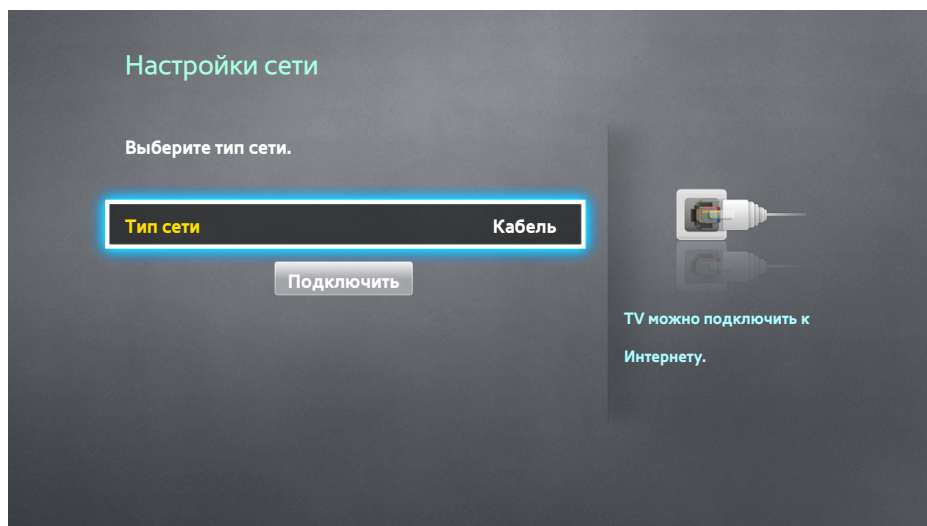 Настройки сети
Выберите тип сети.
Тип сети Кабель
Подключить
TV можно подключить к
Интернету.